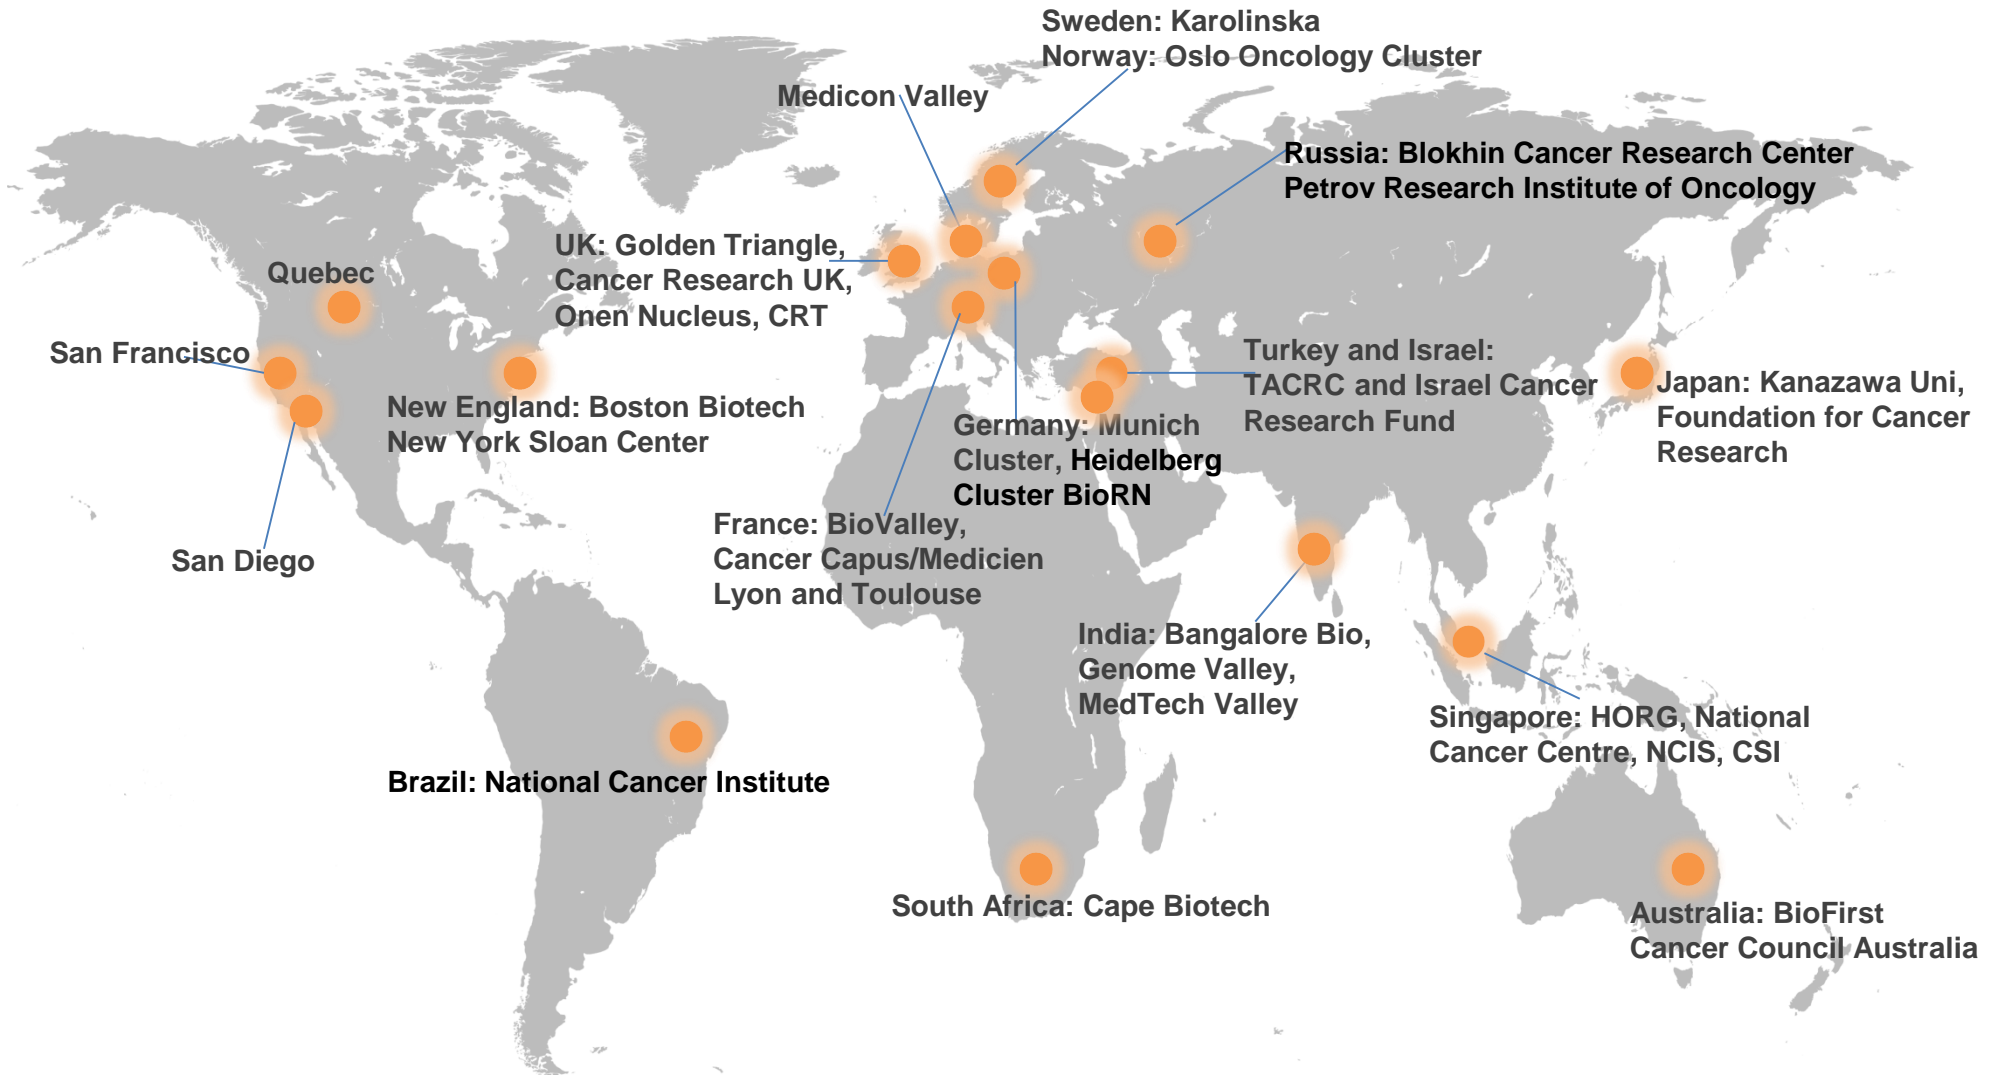 Sweden: Karolinska
Norway: Oslo Oncology Cluster
Medicon Valley
Russia: Blokhin Cancer Research Center
Petrov Research Institute of Oncology
UK: Golden Triangle,
Cancer Research UK,
Onen Nucleus, CRT
Quebec
San Francisco
New England: Boston Biotech
New York Sloan Center
San Diego
Turkey and Israel:
TACRC and Israel Cancer
Research Fund
Japan: Kanazawa Uni,
Foundation for Cancer
Research
Germany: Munich
Cluster, Heidelberg
Cluster BioRN
France: BioValley,
Cancer Capus/Medicien
Lyon and Toulouse
India: Bangalore Bio,
Genome Valley,
MedTech Valley
Singapore: HORG, National
Cancer Centre, NCIS, CSI
Brazil: National Cancer Institute
South Africa: Cape Biotech
Australia: BioFirst
Cancer Council Australia